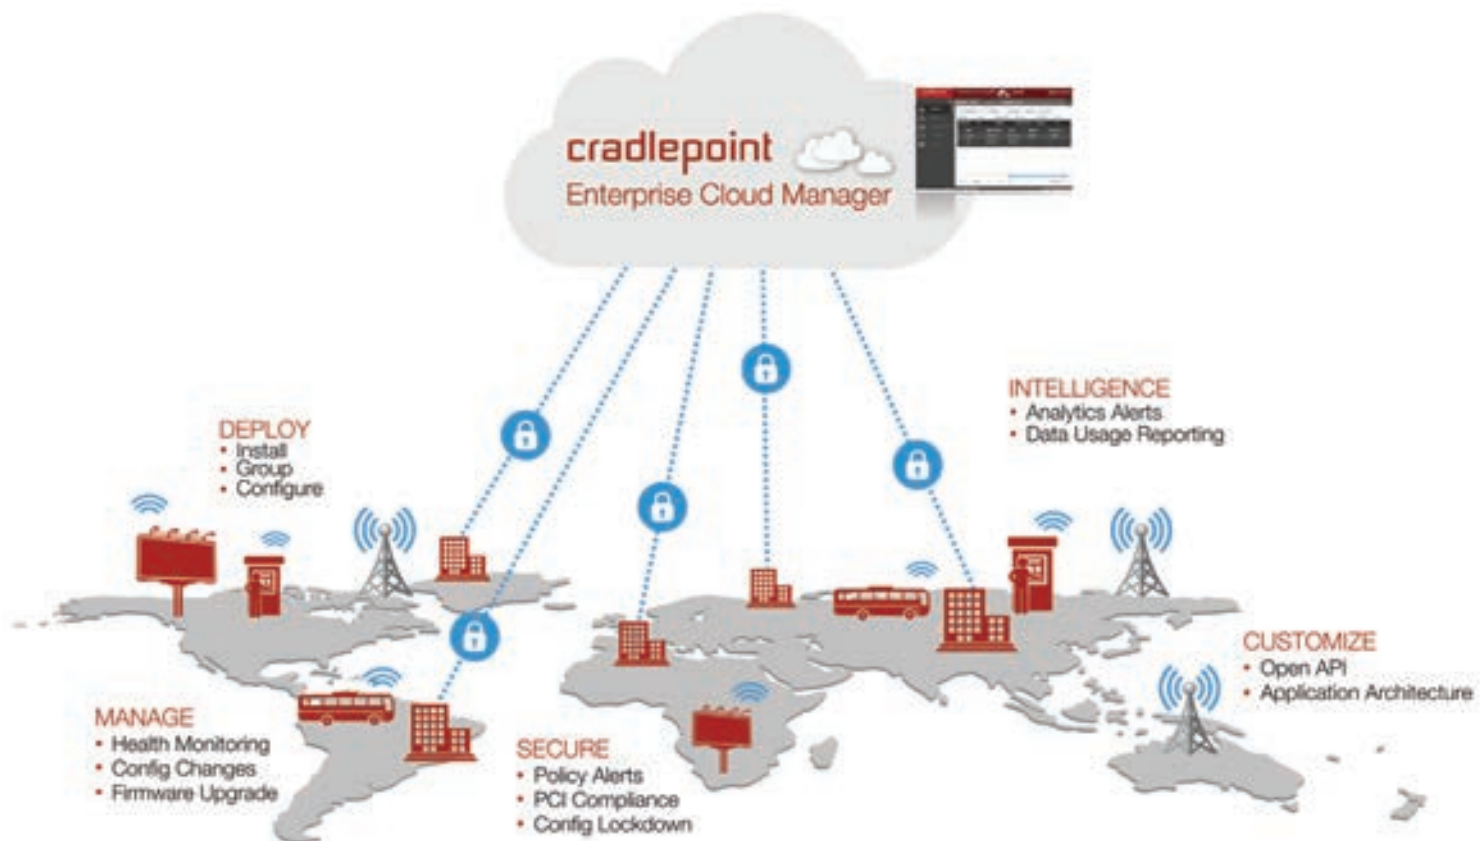 cradlepoint
Enterprise Cloud Manager
DEPLOY
• Install
• Group
• Configure
INTELLIGENCE
• Analytics Alerts
• Data Usage Reporting
MANAGE
• Health Monitoring
• Config Changes
• Firmware Upgrade
SECURE
• Policy Alerts
• PCI Compliance
• Config Lockdown
CUSTOMIZE
• Open API
• Application Architecture